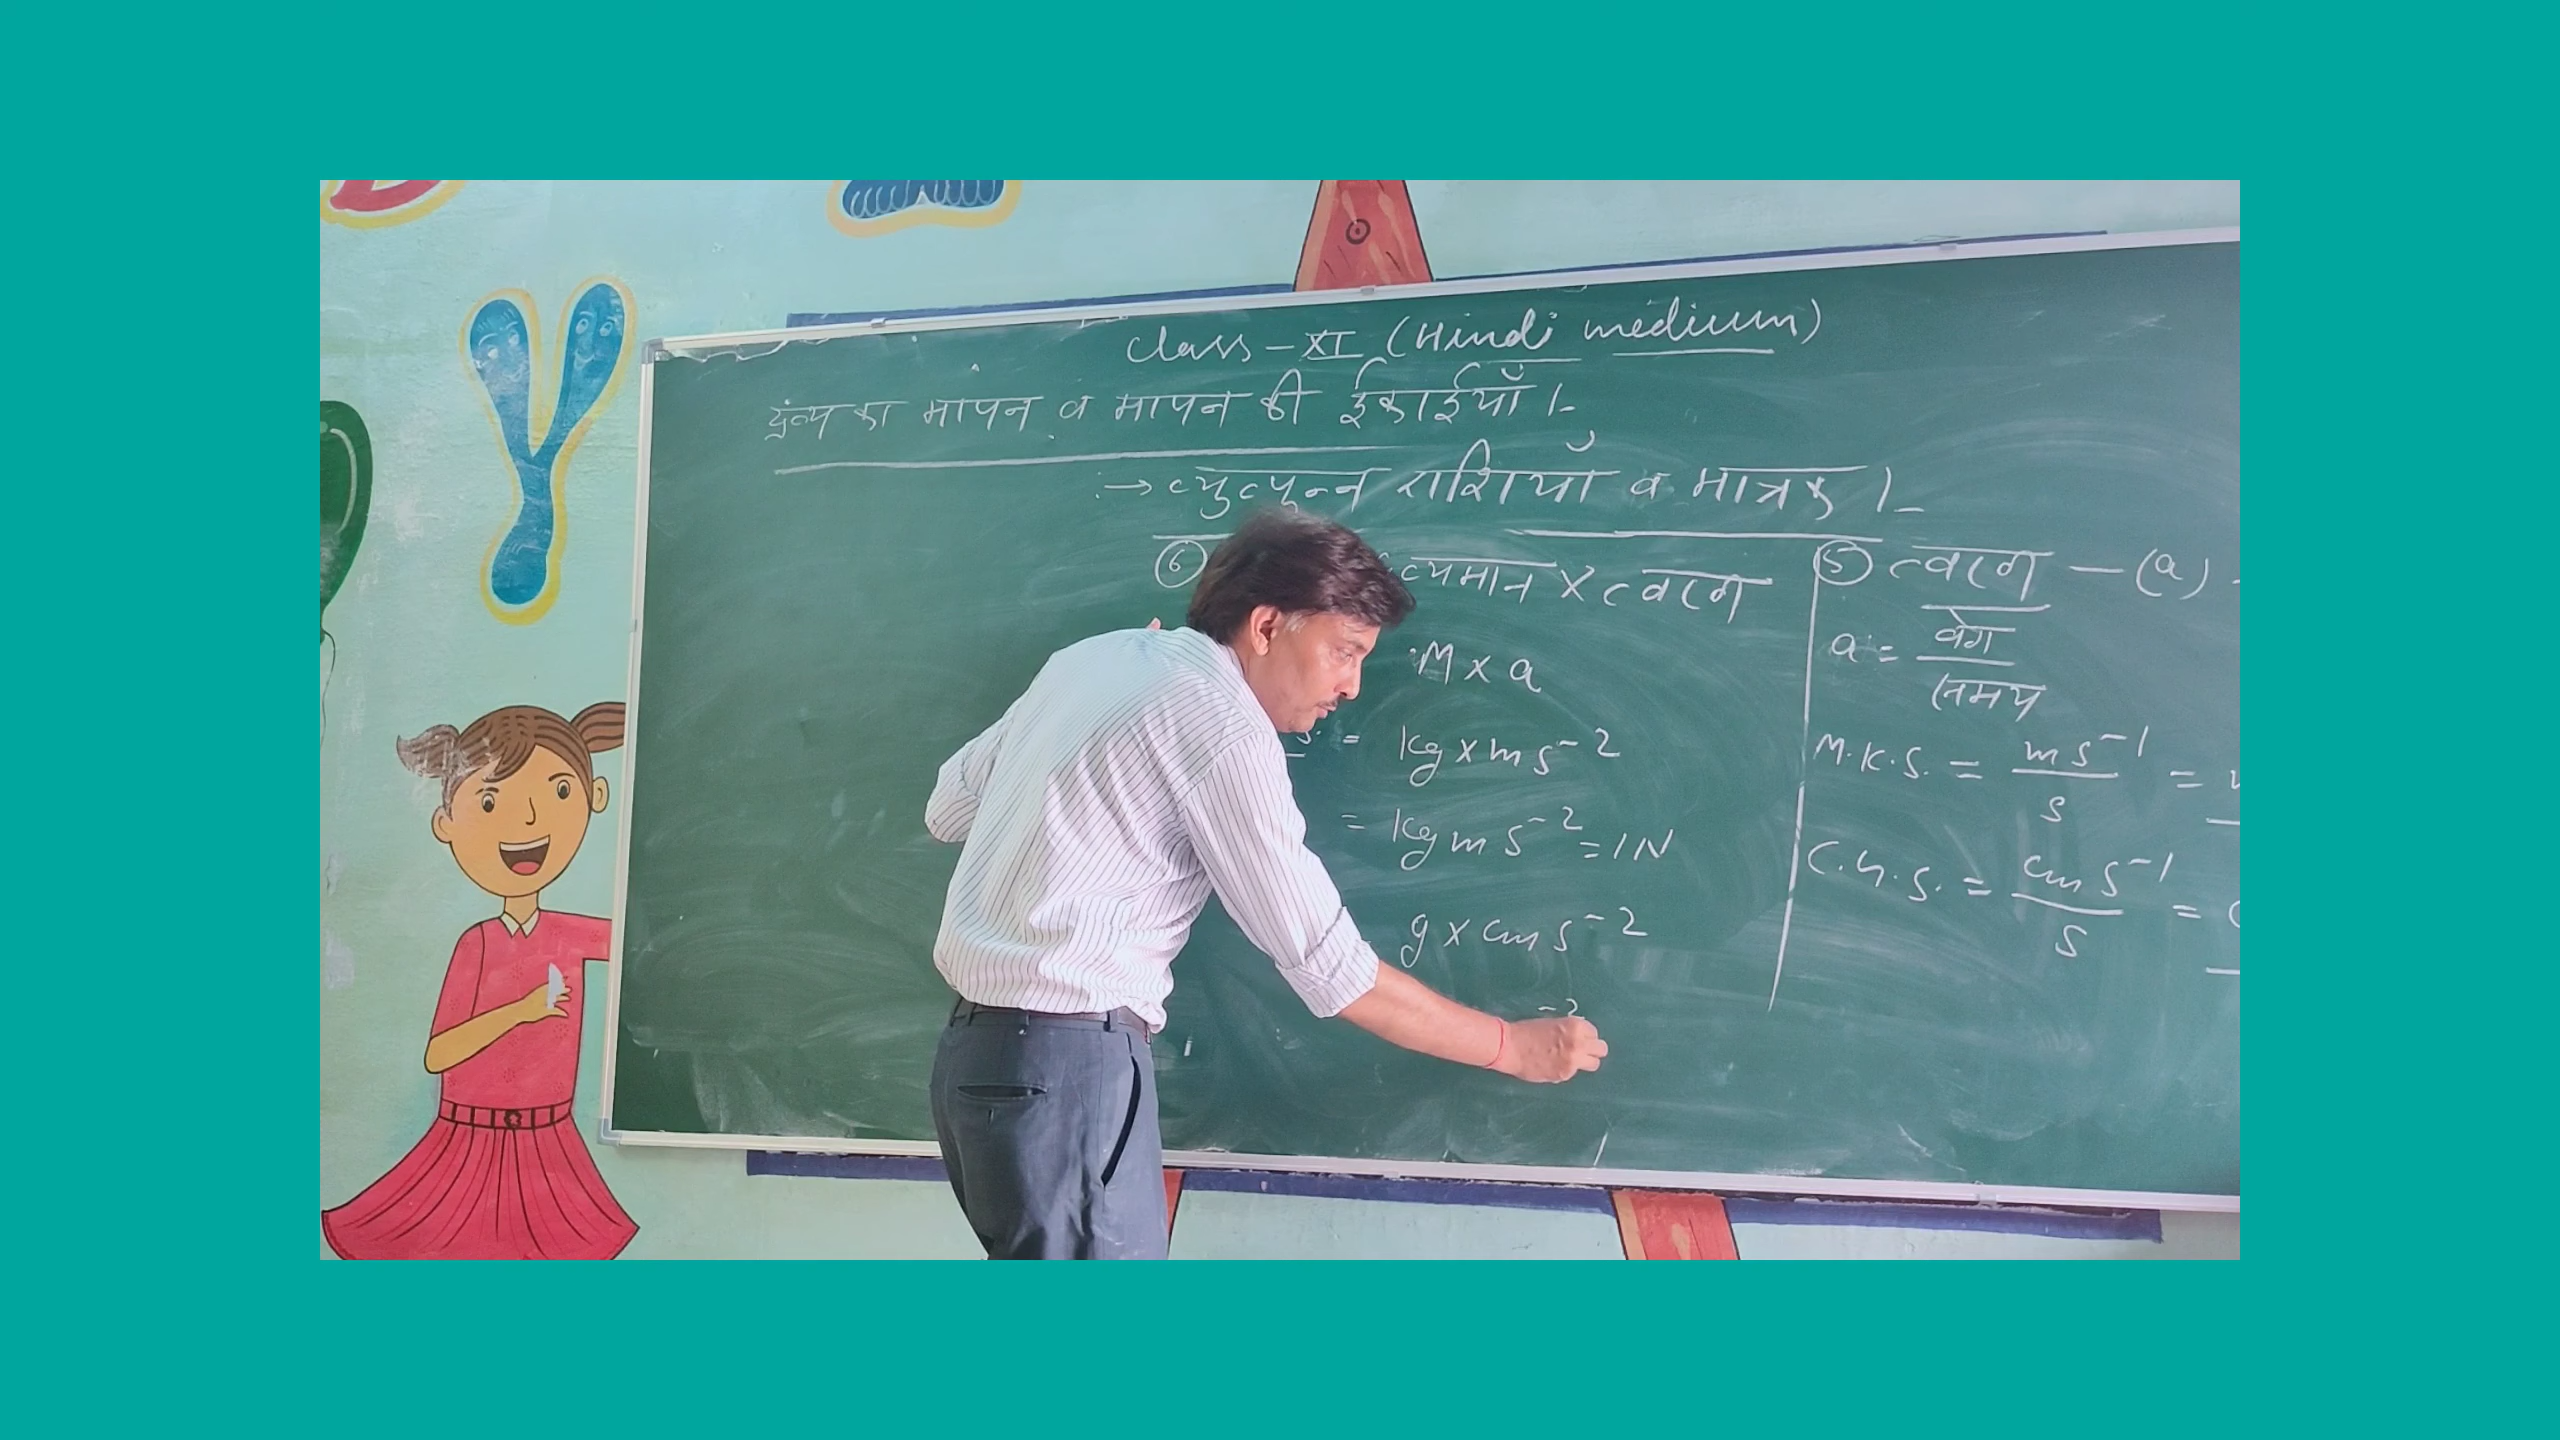 Class - XI (Hindi medium)
द्रव्य का मापन व मापन की ईकाईयाँ ।-
→ व्युत्पन्न राशियाँ व मात्रक ।-
⑥ व्यमान × त्वरण
M × a
= kg × m s⁻²
= kg m s⁻² = 1N
g × cm s⁻²
⑤ त्वरण - (a) -
a = वेग / समय
M.K.S. = m s⁻¹ / s =
C.G.S. = cm s⁻¹ / s =
Y